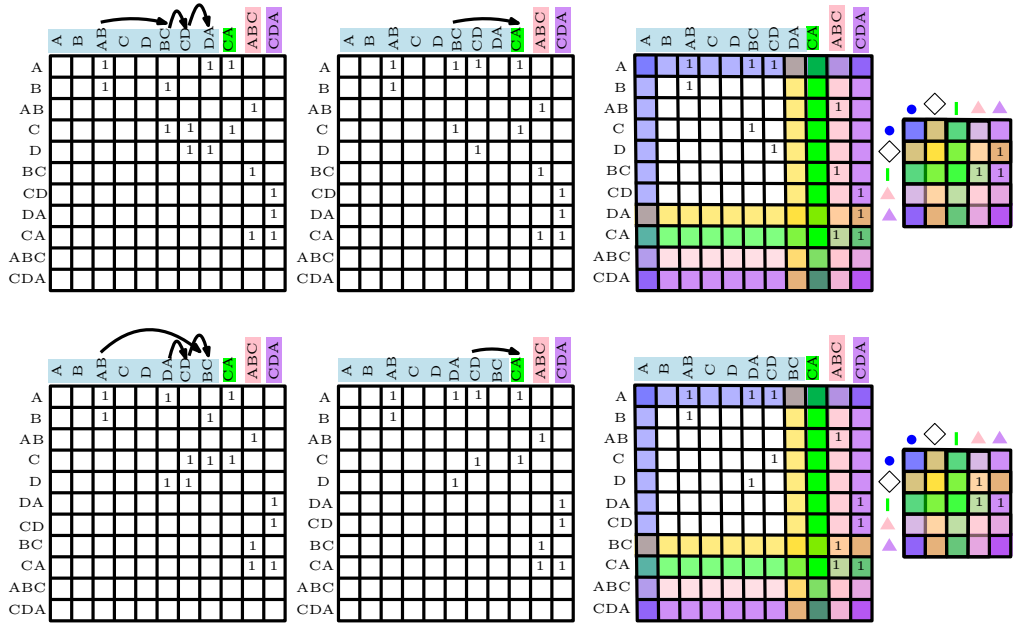 A B AB C D BC CD DA CA ABC CDA
A 1 1 1
B 1 1
AB 1
C 1 1 1
D 1 1
BC 1
CD 1
DA 1
CA 1 1
ABC
CDA
A B AB C D BC CD DA CA ABC CDA
A 1 1 1 1
B 1
AB 1
C 1 1
D 1
BC 1
CD 1
DA 1
CA 1 1
ABC
CDA
A B AB C D BC CD DA CA ABC CDA
A 1 1 1
B 1
AB 1
C 1
D 1
BC 1
CD 1
DA 1
CA 1 1
ABC
CDA
1
1 1
A B AB C D DA CD BC CA ABC CDA
A 1 1 1
B 1 1
AB 1
C 1 1 1
D 1 1
DA 1
CD 1
BC 1
CA 1 1
ABC
CDA
A B AB C D DA CD BC CA ABC CDA
A 1 1 1 1
B 1
AB 1
C 1 1
D 1
DA 1
CD 1
BC 1
CA 1 1
ABC
CDA
A B AB C D DA CD BC CA ABC CDA
A 1 1 1
B 1
AB 1
C 1
D 1
DA 1
CD 1
BC 1
CA 1 1
ABC
CDA
1
1 1